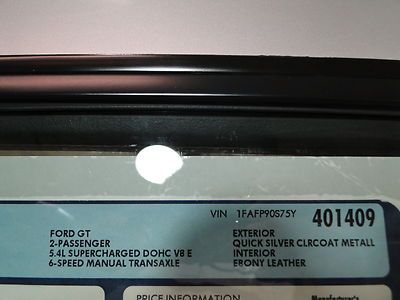 VIN 1FAFP90S75Y 401409
FORD GT
2-PASSENGER
5.4L SUPERCHARGED DOHC V8 E
6-SPEED MANUAL TRANSAXLE
EXTERIOR
QUICK SILVER CLRCOAT METALL
INTERIOR
EBONY LEATHER
PRICE INFORMATION
Manufacturer's